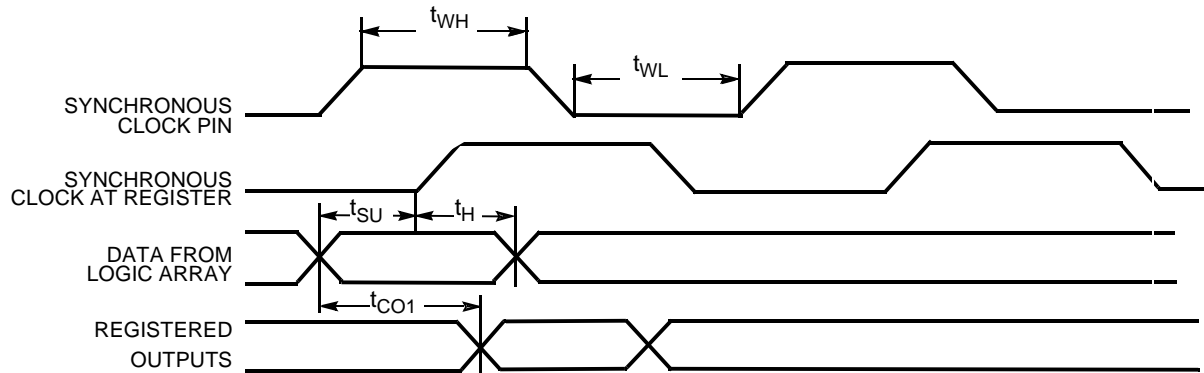 tWH
tWL
SYNCHRONOUS
CLOCK PIN
SYNCHRONOUS
CLOCK AT REGISTER
tSU
tH
DATA FROM
LOGIC ARRAY
tCO1
REGISTERED
OUTPUTS